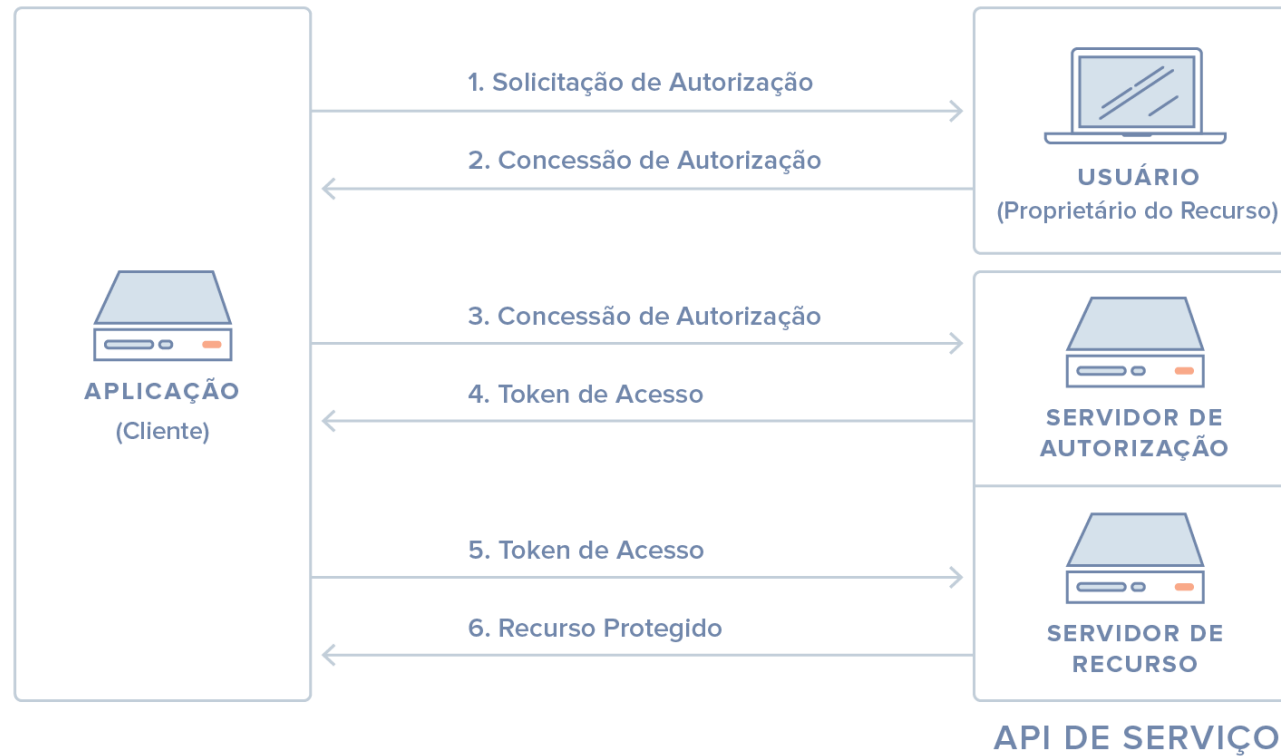 1. Solicitação de Autorização
2. Concessão de Autorização
USUÁRIO
(Proprietário do Recurso)
3. Concessão de Autorização
APLICAÇÃO
(Cliente)
4. Token de Acesso
SERVIDOR DE
AUTORIZAÇÃO
5. Token de Acesso
6. Recurso Protegido
SERVIDOR DE
RECURSO
API DE SERVIÇO